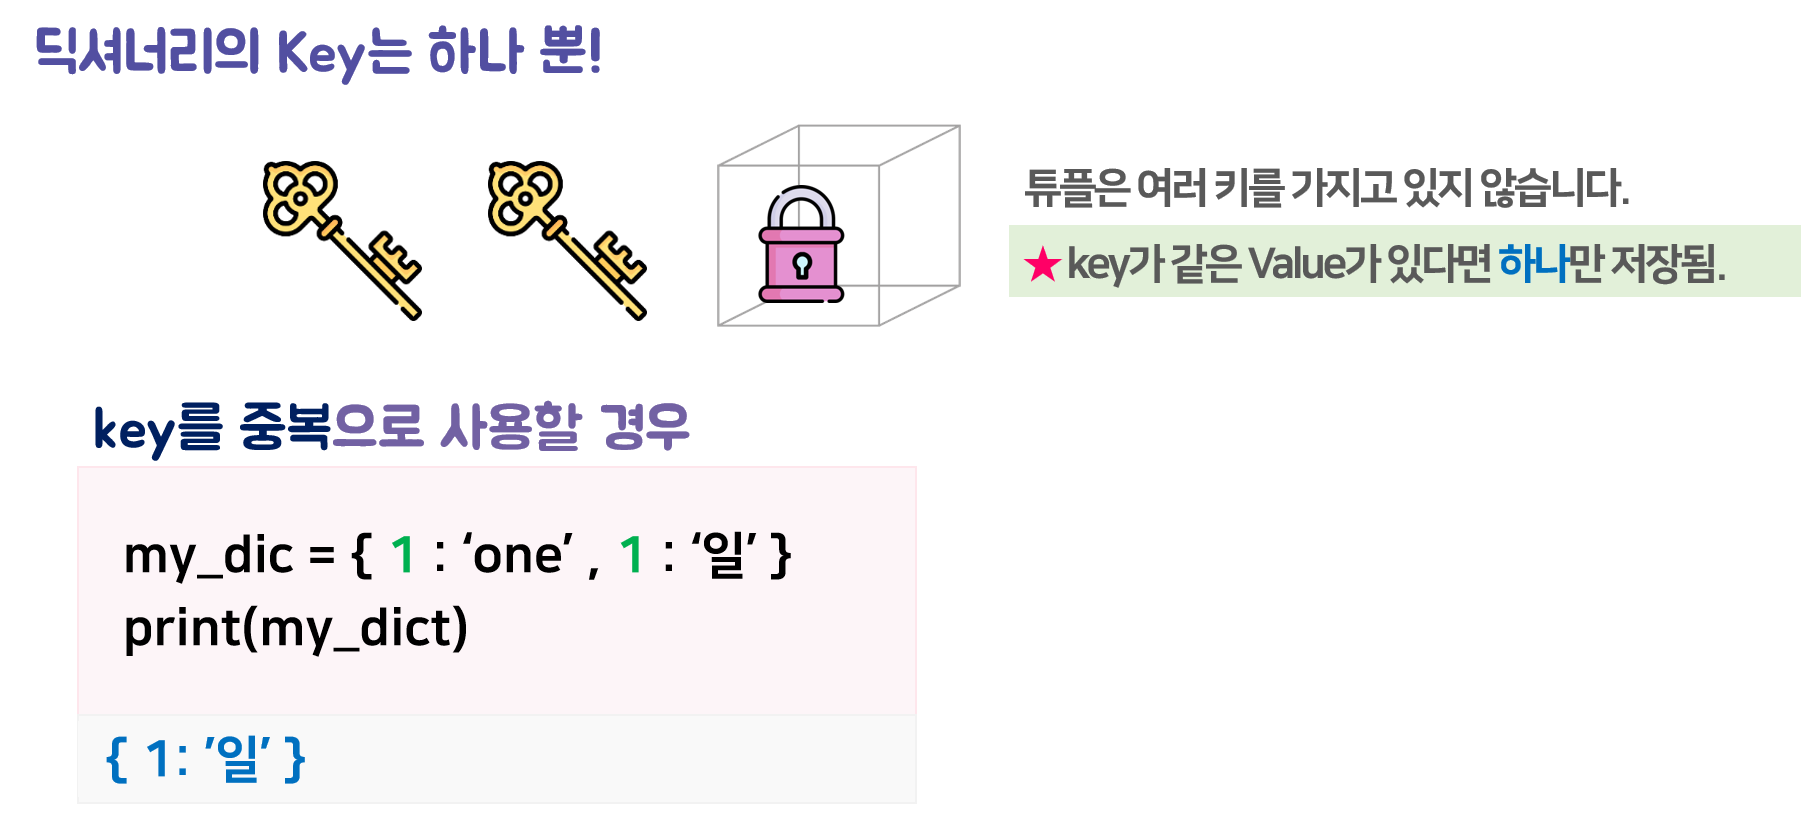 딕셔너리의 Key는 하나 뿐!
튜플은 여러 키를 가지고 있지 않습니다.
★ key가 같은 Value가 있다면 하나만 저장됨.
key를 중복으로 사용할 경우
my_dic = { 1 : ‘one’ , 1 : ‘일’ }
print(my_dict)
{ 1: ’일’ }